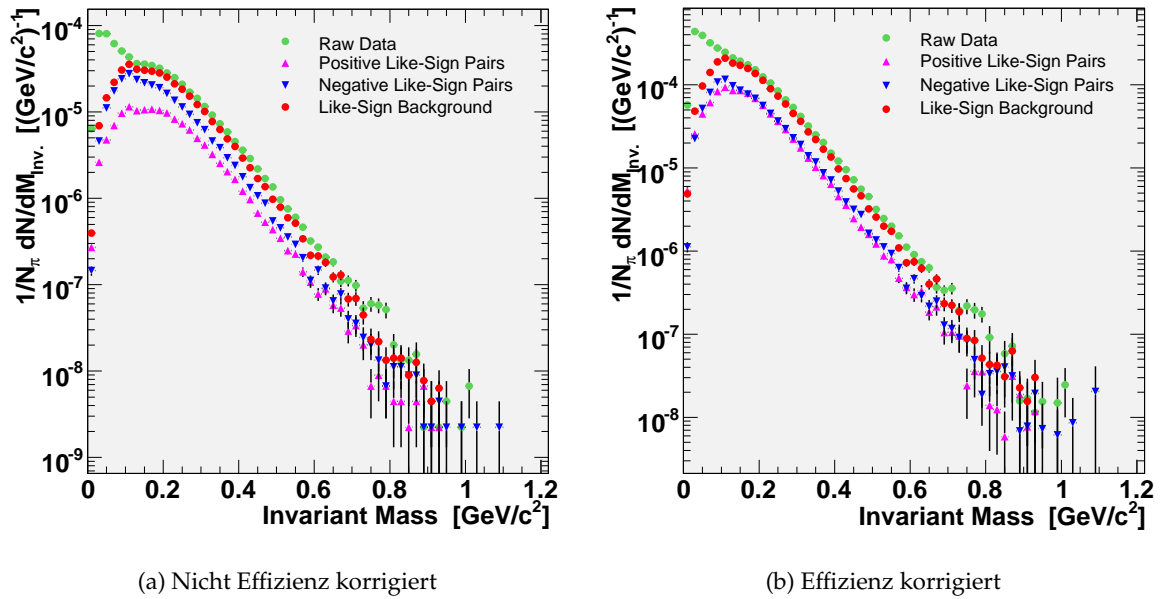 1/Nπ dN/dMInv. [(GeV/c²)⁻¹]
10⁻⁴
10⁻⁵
10⁻⁶
10⁻⁷
10⁻⁸
10⁻⁹
Raw Data
Positive Like-Sign Pairs
Negative Like-Sign Pairs
Like-Sign Background
0 0.2 0.4 0.6 0.8 1 1.2
Invariant Mass [GeV/c²]
(a) Nicht Effizienz korrigiert
1/Nπ dN/dMInv. [(GeV/c²)⁻¹]
10⁻⁴
10⁻⁵
10⁻⁶
10⁻⁷
10⁻⁸
Raw Data
Positive Like-Sign Pairs
Negative Like-Sign Pairs
Like-Sign Background
0 0.2 0.4 0.6 0.8 1 1.2
Invariant Mass [GeV/c²]
(b) Effizienz korrigiert